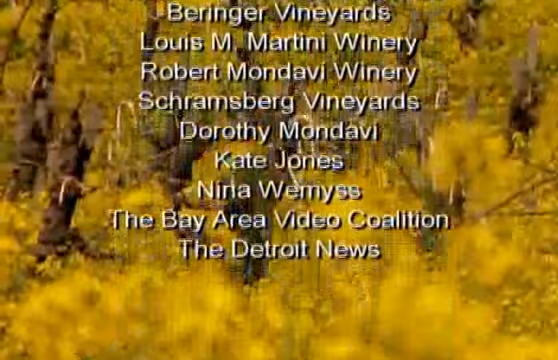 Beringer Vineyards
Louis M. Martini Winery
Robert Mondavi Winery
Schramsberg Vineyards
Dorothy Mondavi
Kate Jones
Nina Wemyss
The Bay Area Video Coalition
The Detroit News